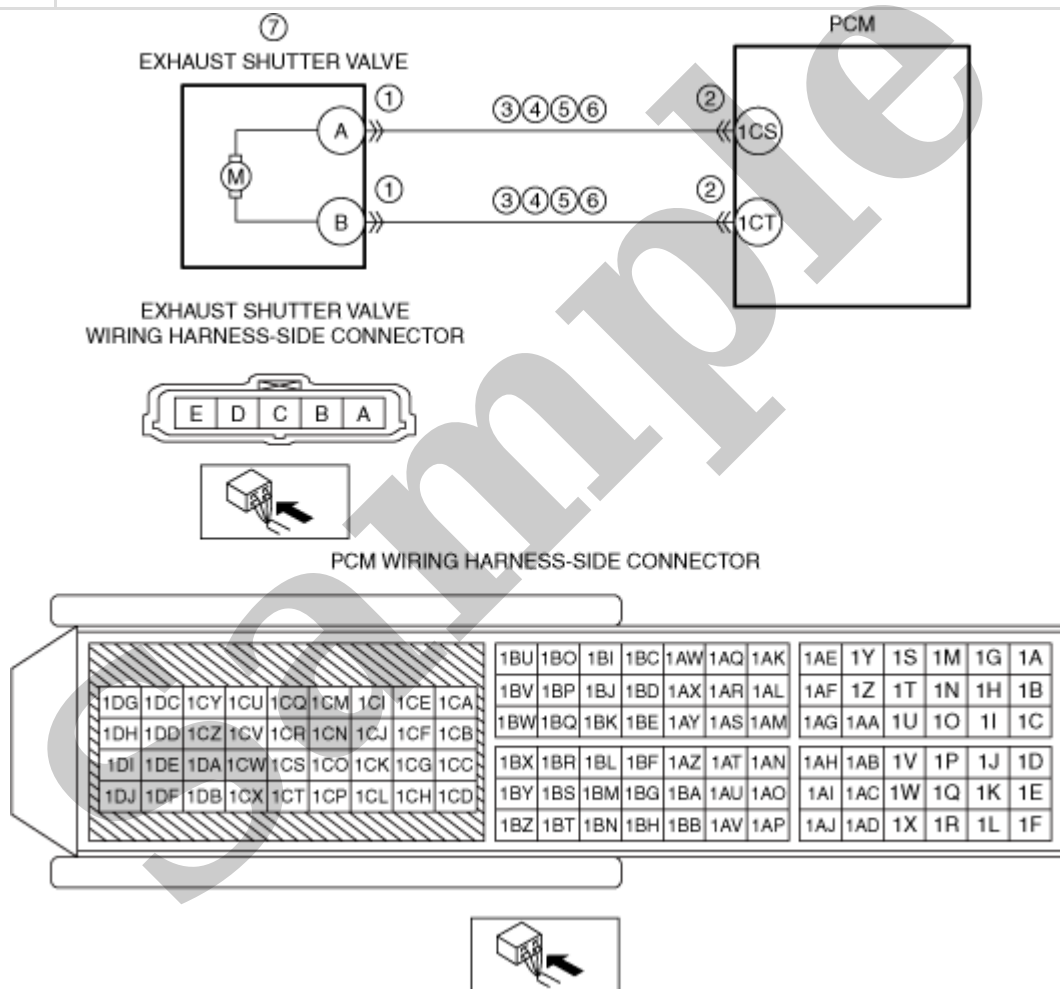 ⑦
EXHAUST SHUTTER VALVE
PCM
① ③④⑤⑥ ②
A 1CS
M
① ③④⑤⑥ ②
B 1CT
EXHAUST SHUTTER VALVE
WIRING HARNESS-SIDE CONNECTOR
E D C B A
PCM WIRING HARNESS-SIDE CONNECTOR
1BU 1BO 1BI 1BC 1AW 1AQ 1AK 1AE 1Y 1S 1M 1G 1A
1DG 1DC 1CY 1CU 1CQ 1CM 1CI 1CE 1CA 1BV 1BP 1BJ 1BD 1AX 1AR 1AL 1AF 1Z 1T 1N 1H 1B
1DH 1DD 1CZ 1CV 1CR 1CN 1CJ 1CF 1CB 1BW 1BQ 1BK 1BE 1AY 1AS 1AM 1AG 1AA 1U 1O 1I 1C
1DI 1DE 1DA 1CW 1CS 1CO 1CK 1CG 1CC 1BX 1BR 1BL 1BF 1AZ 1AT 1AN 1AH 1AB 1V 1P 1J 1D
1DJ 1DF 1DB 1CX 1CT 1CP 1CL 1CH 1CD 1BY 1BS 1BM 1BG 1BA 1AU 1AO 1AI 1AC 1W 1Q 1K 1E
1BZ 1BT 1BN 1BH 1BB 1AV 1AP 1AJ 1AD 1X 1R 1L 1F
Sample